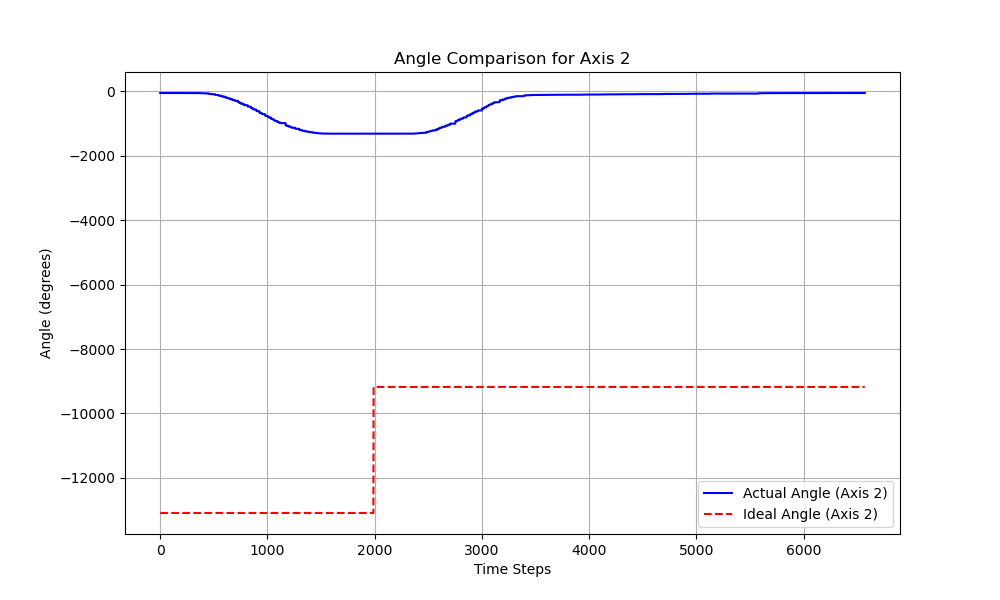 Angle Comparison for Axis 2
Angle (degrees)
0
−2000
−4000
−6000
−8000
−10000
−12000
Actual Angle (Axis 2)
Ideal Angle (Axis 2)
0 1000 2000 3000 4000 5000 6000
Time Steps